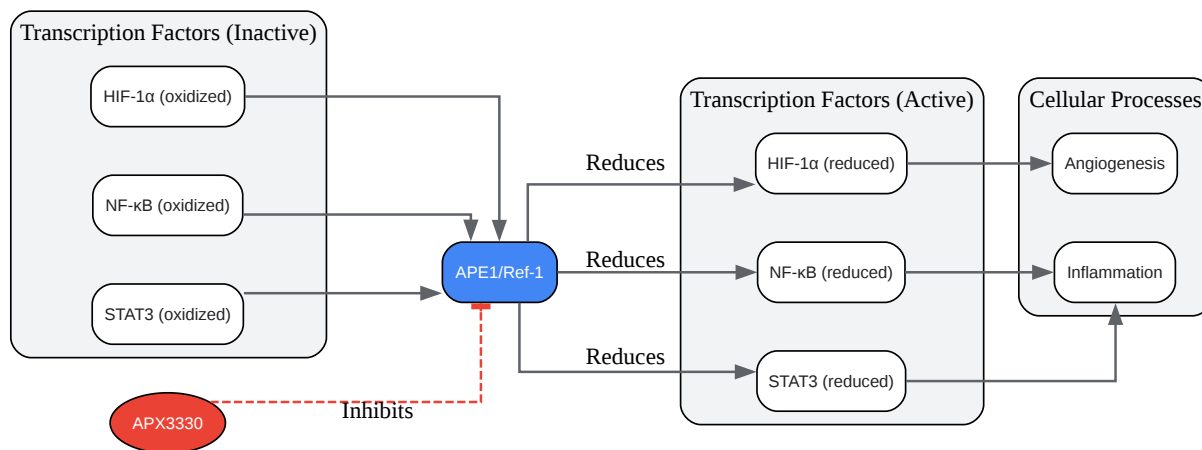 Transcription Factors (Inactive)
HIF-1α (oxidized)
NF-κB (oxidized)
STAT3 (oxidized)
APX3330
Inhibits
APE1/Ref-1
Reduces
Reduces
Reduces
Transcription Factors (Active)
HIF-1α (reduced)
NF-κB (reduced)
STAT3 (reduced)
Cellular Processes
Angiogenesis
Inflammation